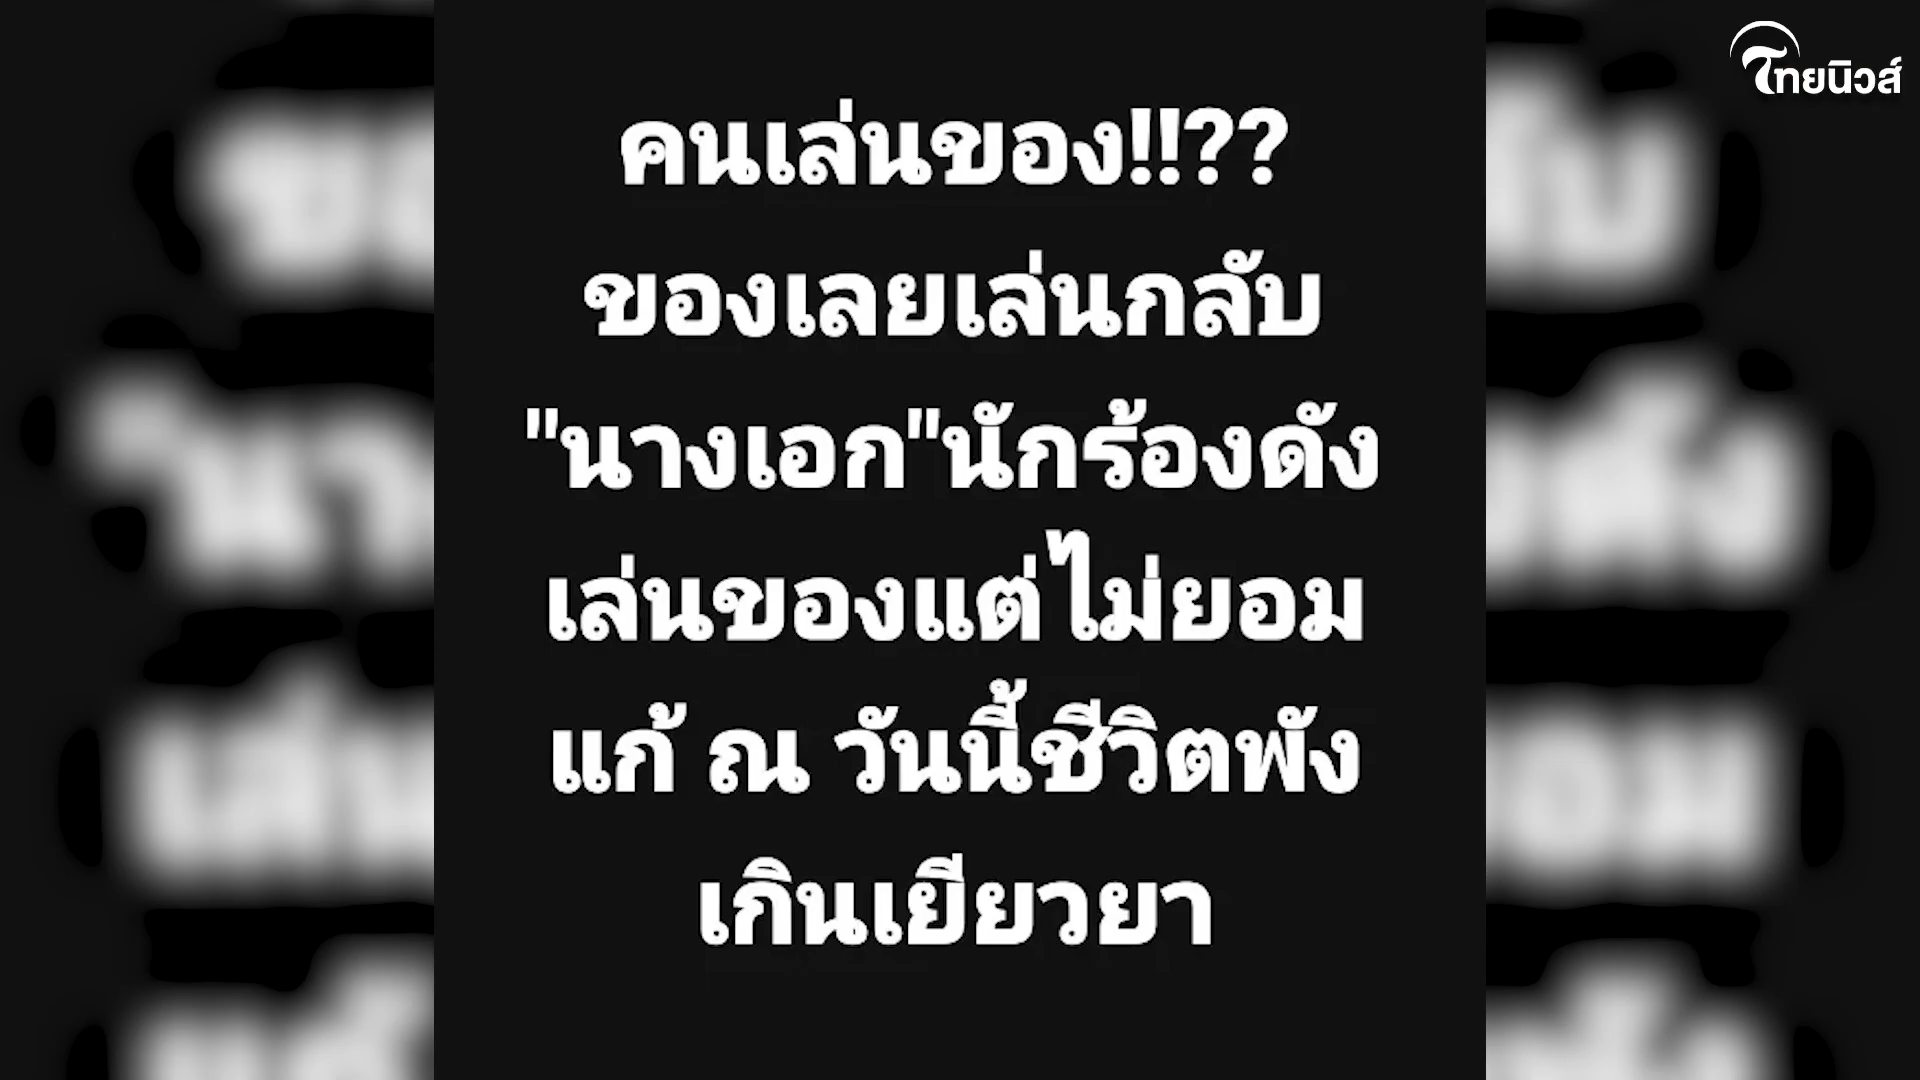 ไทยนิวส์
คนเล่นของ!!??
ของเลยเล่นกลับ
"นางเอก"นักร้องดัง
เล่นของแต่ไม่ยอม
แก้ ณ วันนี้ชีวิตพัง
เกินเยียวยา